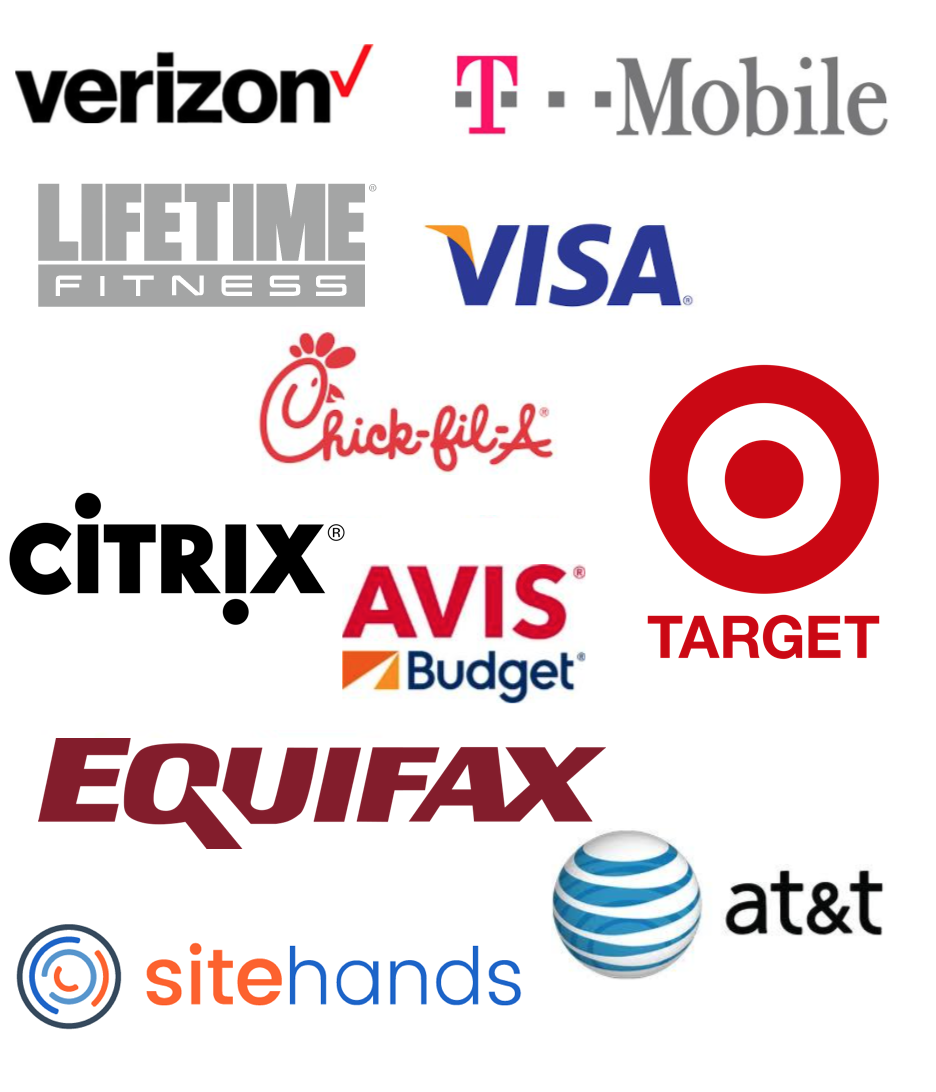 verizon
T··Mobile
LIFETIME®
FITNESS
VISA®
Chick-fil-A®
TARGET
CiTRIX®
AVIS®
Budget®
EQUIFAX
at&t
sitehands